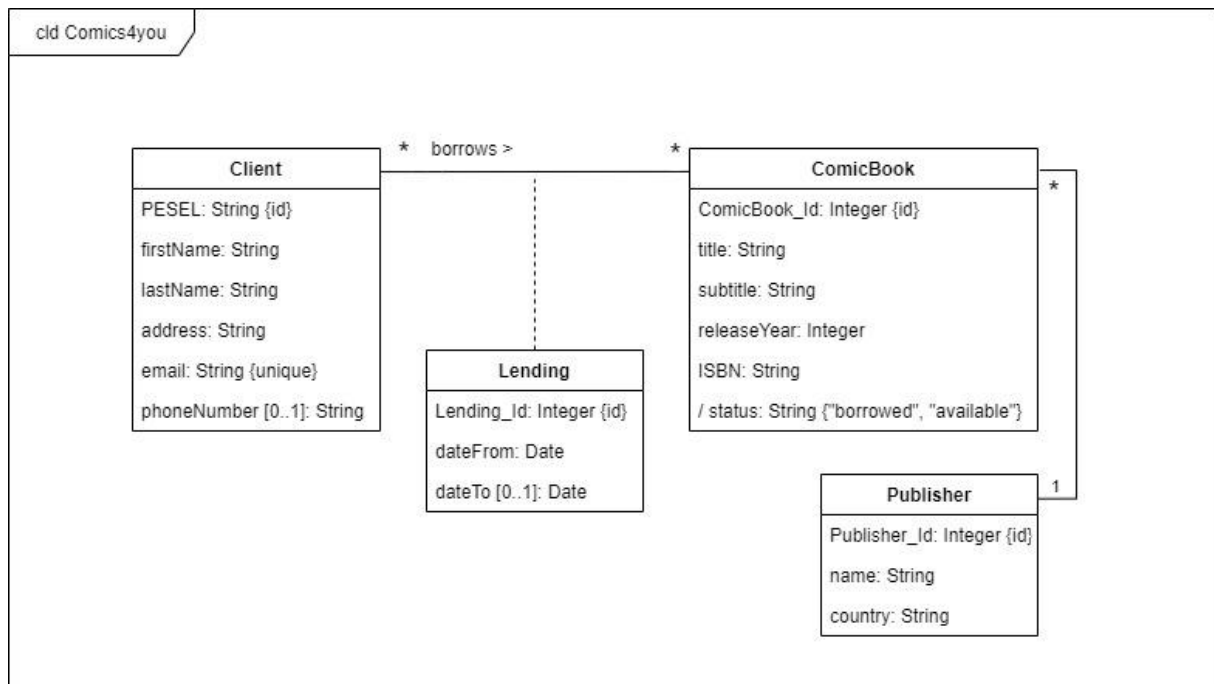 cld Comics4you
* borrows > *
Client
PESEL: String {id}
firstName: String
lastName: String
address: String
email: String {unique}
phoneNumber [0..1]: String
ComicBook
ComicBook_Id: Integer {id}
title: String
subtitle: String
releaseYear: Integer
ISBN: String
/ status: String {"borrowed", "available"}
*
Lending
Lending_Id: Integer {id}
dateFrom: Date
dateTo [0..1]: Date
1
Publisher
Publisher_Id: Integer {id}
name: String
country: String